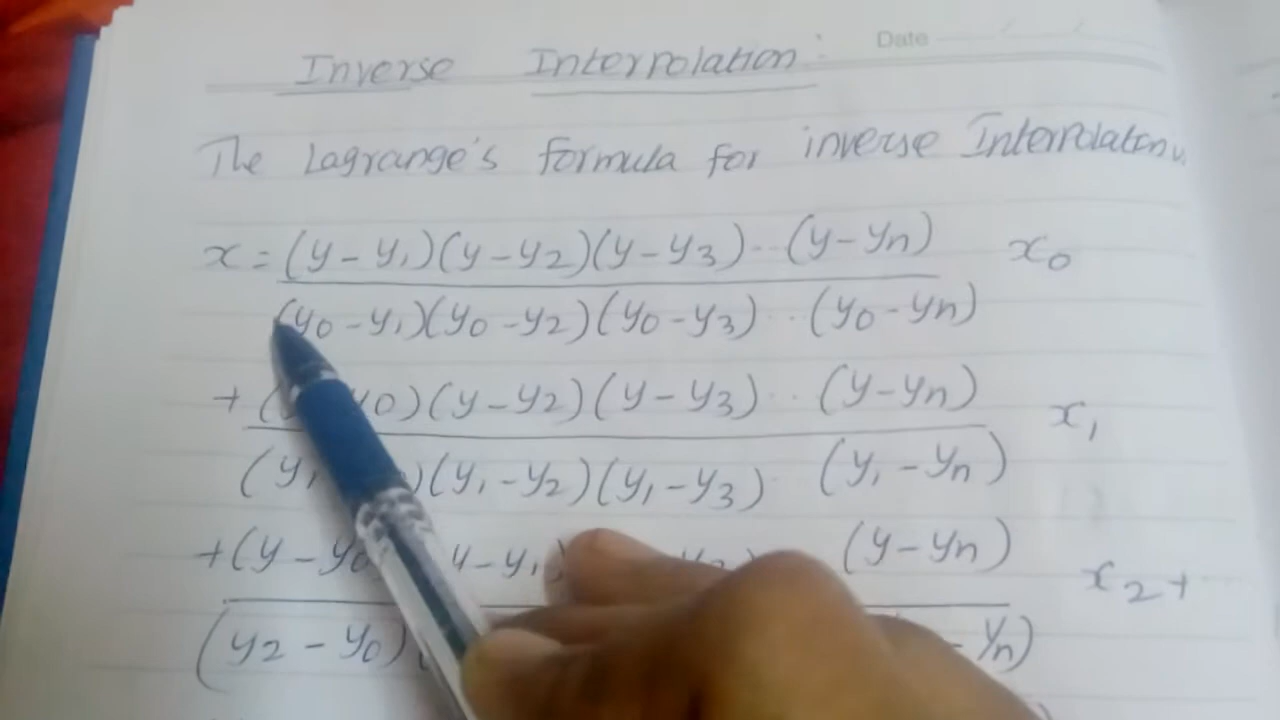 Date
Inverse Interpolation:
The Lagrange's formula for inverse Interpolation
x = (y - y₁)(y - y₂)(y - y₃) ·· (y - yn) x₀
(y₀ - y₁)(y₀ - y₂)(y₀ - y₃) ·· (y₀ - yn)
+ ( y₀)(y - y₂)(y - y₃) ·· (y - yn) x₁
(y₁ )(y₁ - y₂)(y₁ - y₃) (y₁ - yn)
+ (y - y₀ y - y₁) (y - yn) x₂ +
(y₂ - y₀) - yn)